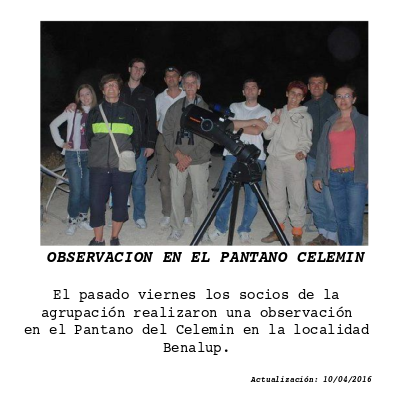 OBSERVACION EN EL PANTANO CELEMIN
El pasado viernes los socios de la
agrupación realizaron una observación
en el Pantano del Celemin en la localidad
Benalup.
Actualización: 10/04/2016